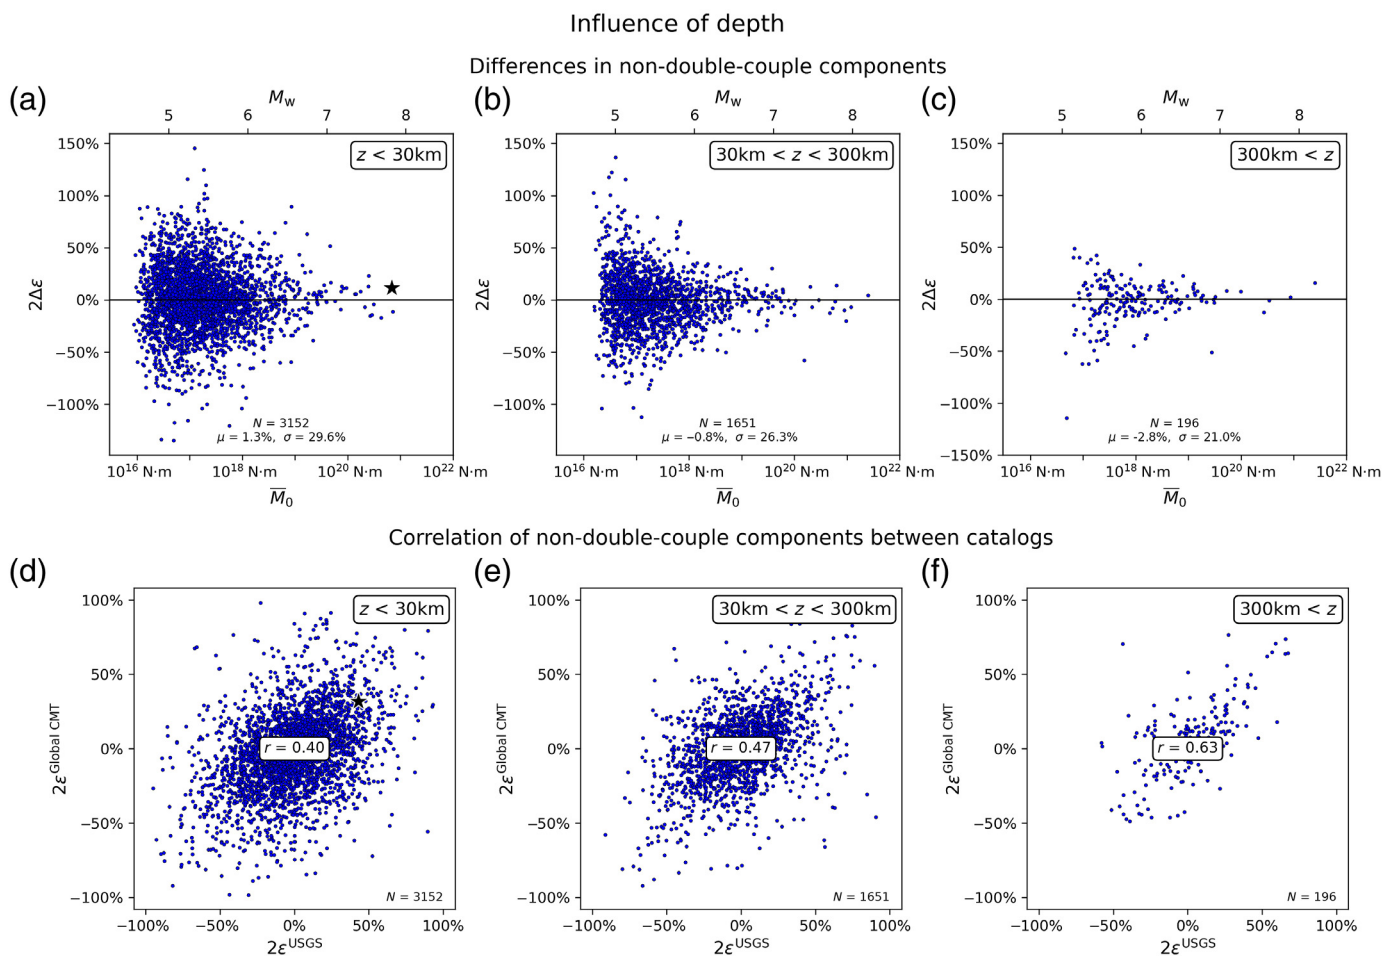 Influence of depth
Differences in non-double-couple components
(a)
M_w
5 6 7 8
150%
100%
50%
0%
−50%
−100%
2Δε
z < 30km
N = 3152
μ = 1.3%, σ = 29.6%
10^16 N·m 10^18 N·m 10^20 N·m 10^22 N·m
M̅_0
(b)
M_w
5 6 7 8
150%
100%
50%
0%
−50%
−100%
2Δε
30km < z < 300km
N = 1651
μ = −0.8%, σ = 26.3%
10^16 N·m 10^18 N·m 10^20 N·m 10^22 N·m
M̅_0
(c)
M_w
5 6 7 8
150%
100%
50%
0%
−50%
−100%
−150%
2Δε
300km < z
N = 196
μ = -2.8%, σ = 21.0%
10^16 N·m 10^18 N·m 10^20 N·m 10^22 N·m
M̅_0
Correlation of non-double-couple components between catalogs
(d)
100%
50%
0%
−50%
−100%
2ε^Global CMT
z < 30km
r = 0.40
N = 3152
−100% −50% 0% 50% 100%
2ε^USGS
(e)
100%
50%
0%
−50%
−100%
2ε^Global CMT
30km < z < 300km
r = 0.47
N = 1651
−100% −50% 0% 50% 100%
2ε^USGS
(f)
100%
50%
0%
−50%
−100%
2ε^Global CMT
300km < z
r = 0.63
N = 196
−100% −50% 0% 50% 100%
2ε^USGS